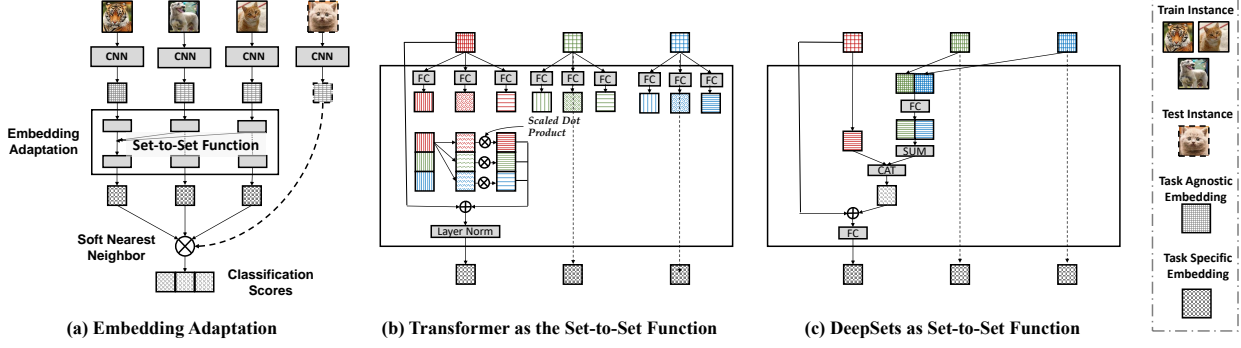 CNN
CNN
CNN
CNN
Embedding
Adaptation
Set-to-Set Function
Soft Nearest
Neighbor
Classification
Scores
(a) Embedding Adaptation
FC
FC
FC
FC
FC
FC
FC
FC
FC
Scaled Dot
Product
Layer Norm
(b) Transformer as the Set-to-Set Function
FC
SUM
CAT
FC
(c) DeepSets as Set-to-Set Function
Train Instance
Test Instance
Task Agnostic
Embedding
Task Specific
Embedding